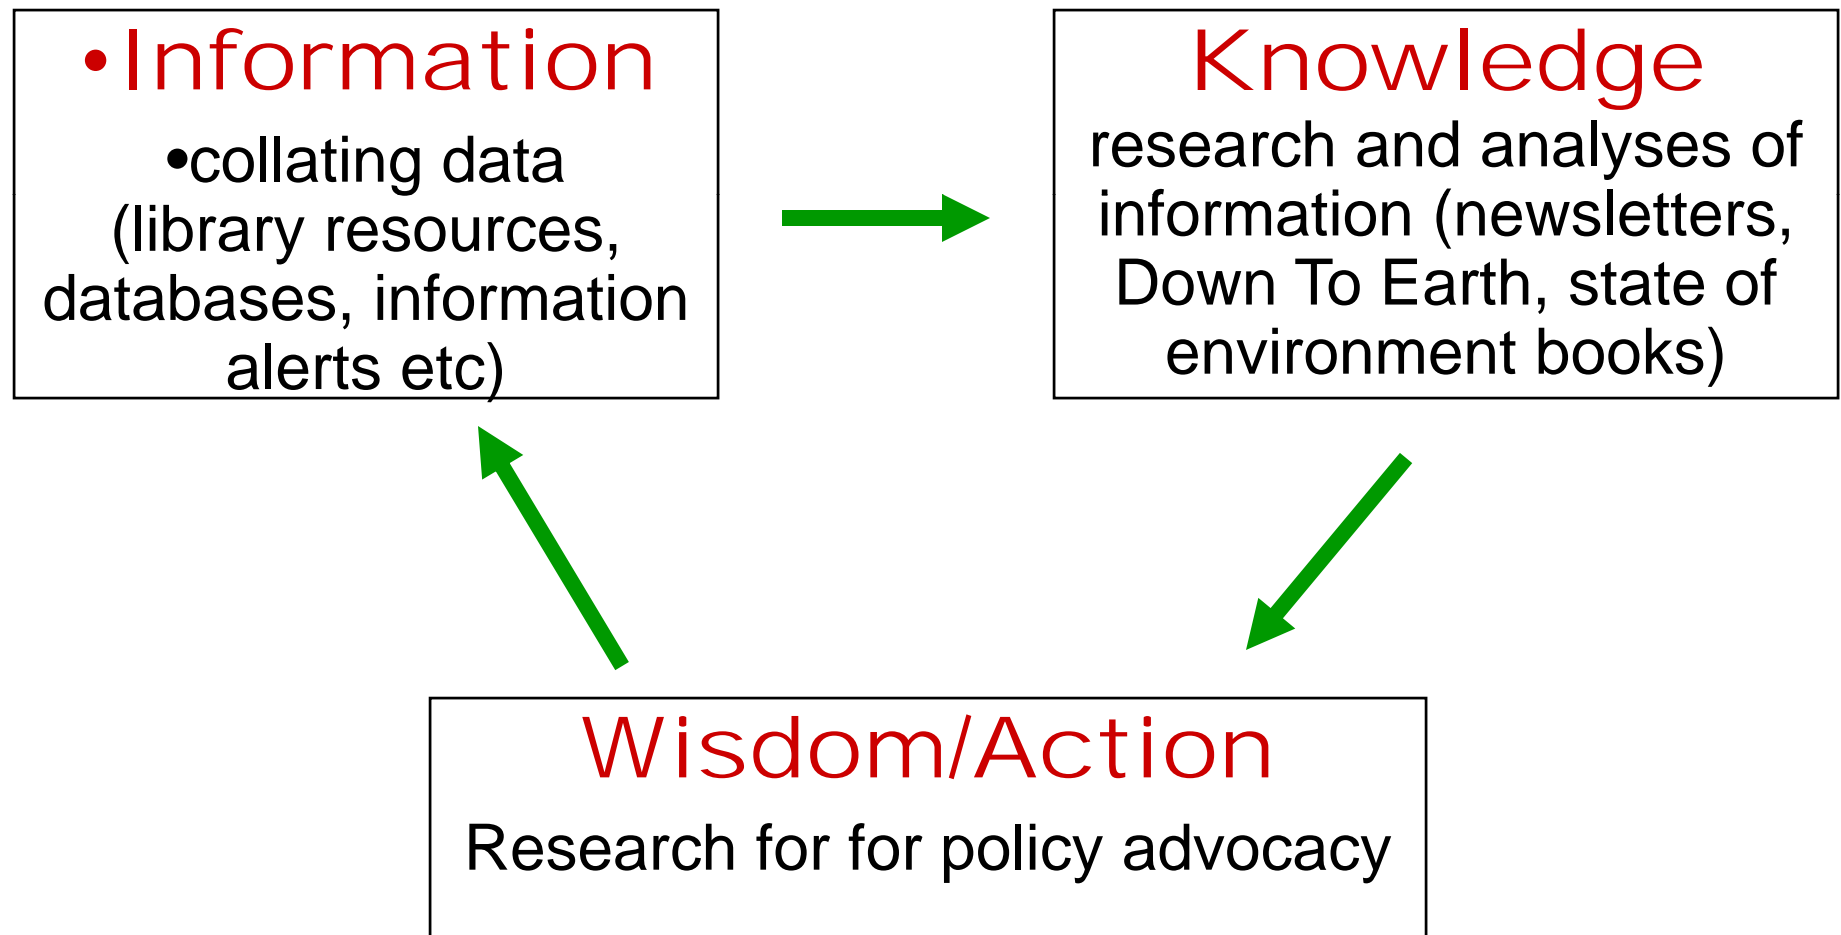 •Information
•collating data
(library resources,
databases, information
alerts etc)
Knowledge
research and analyses of
information (newsletters,
Down To Earth, state of
environment books)
Wisdom/Action
Research for for policy advocacy